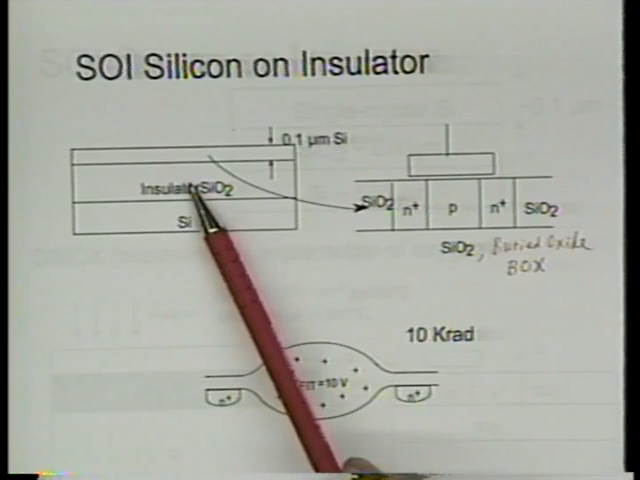 SOI Silicon on Insulator
0.1 µm Si
Insulator SiO2
Si
SiO2 n+ p n+ SiO2
SiO2, Buried Oxide
BOX
10 Krad
=10 V
n+ n+